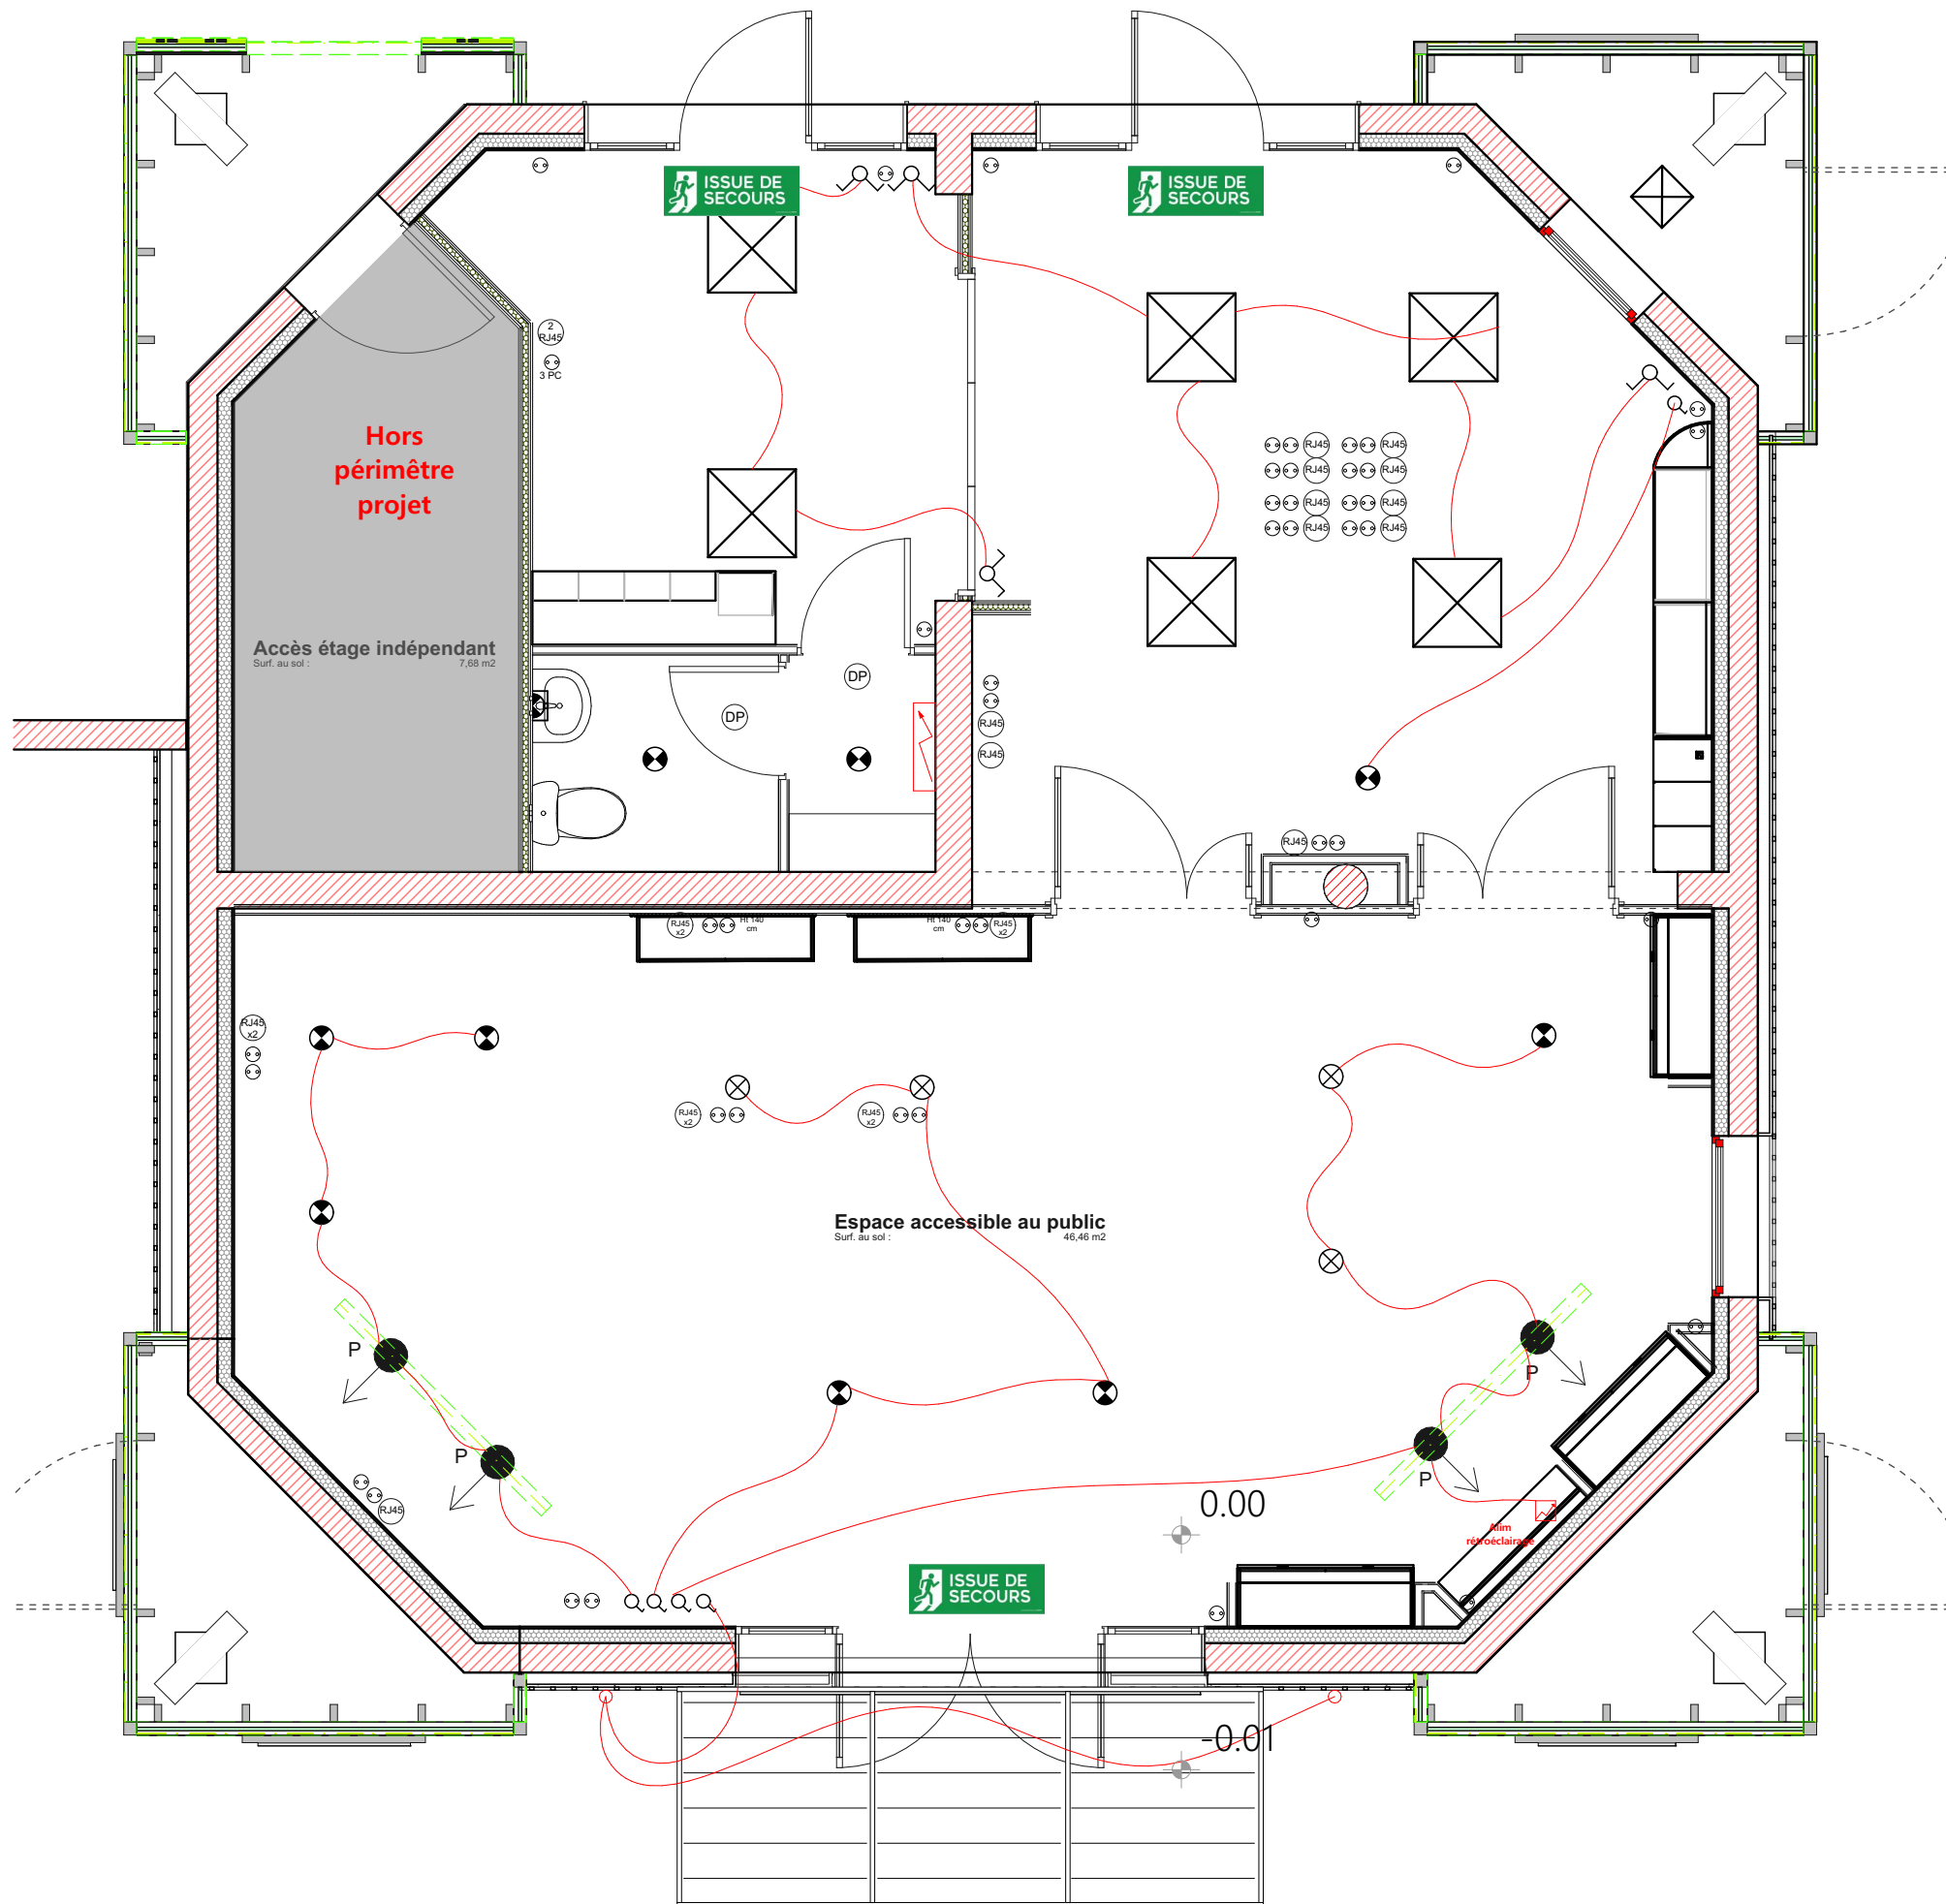 ISSUE DE
SECOURS
ISSUE DE
SECOURS
2
RJ45
3 PC
Hors
périmêtre
projet
RJ45
RJ45
RJ45
RJ45
RJ45
RJ45
RJ45
RJ45
Accès étage indépendant
Surf. au sol :
7,68 m2
DP
DP
RJ45
RJ45
RJ45
RJ45
x2
Ht 140
cm
Ht 140
cm
RJ45
x2
RJ45
x2
RJ45
x2
RJ45
x2
Espace accessible au public
Surf. au sol :
46,46 m2
P
P
P
P
RJ45
0.00
Alim
rétroéclairage
ISSUE DE
SECOURS
-0.01